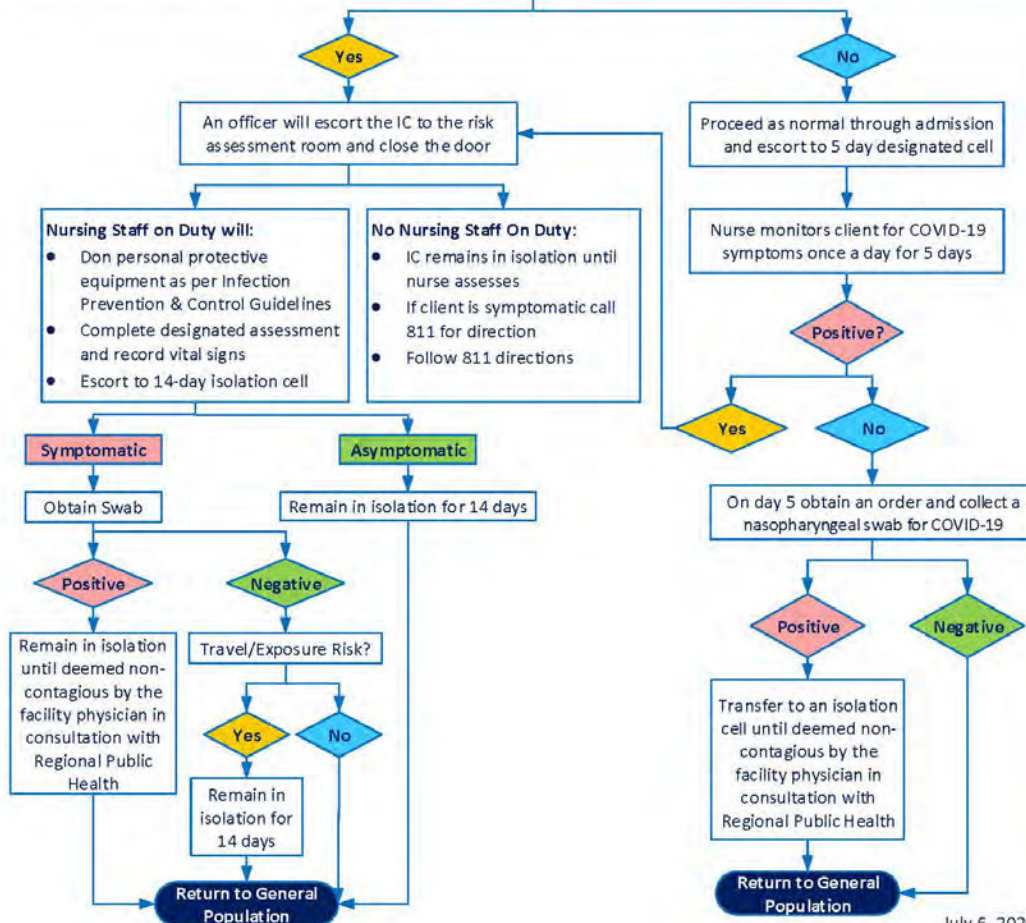 Yes
No
An officer will escort the IC to the risk
assessment room and close the door
Proceed as normal through admission
and escort to 5 day designated cell
Nursing Staff on Duty will:
● Don personal protective
equipment as per Infection
Prevention & Control Guidelines
● Complete designated assessment
and record vital signs
● Escort to 14-day isolation cell
No Nursing Staff On Duty:
● IC remains in isolation until
nurse assesses
● If client is symptomatic call
811 for direction
● Follow 811 directions
Nurse monitors client for COVID-19
symptoms once a day for 5 days
Positive?
Yes
No
Symptomatic
Asymptomatic
Obtain Swab
Remain in isolation for 14 days
On day 5 obtain an order and collect a
nasopharyngeal swab for COVID-19
Positive
Negative
Remain in isolation
until deemed non-
contagious by the
facility physician in
consultation with
Regional Public
Health
Travel/Exposure Risk?
Yes
No
Remain in
isolation for
14 days
Return to General
Population
Positive
Negative
Transfer to an isolation
cell until deemed non-
contagious by the
facility physician in
consultation with
Regional Public Health
Return to General
Population
July 6,